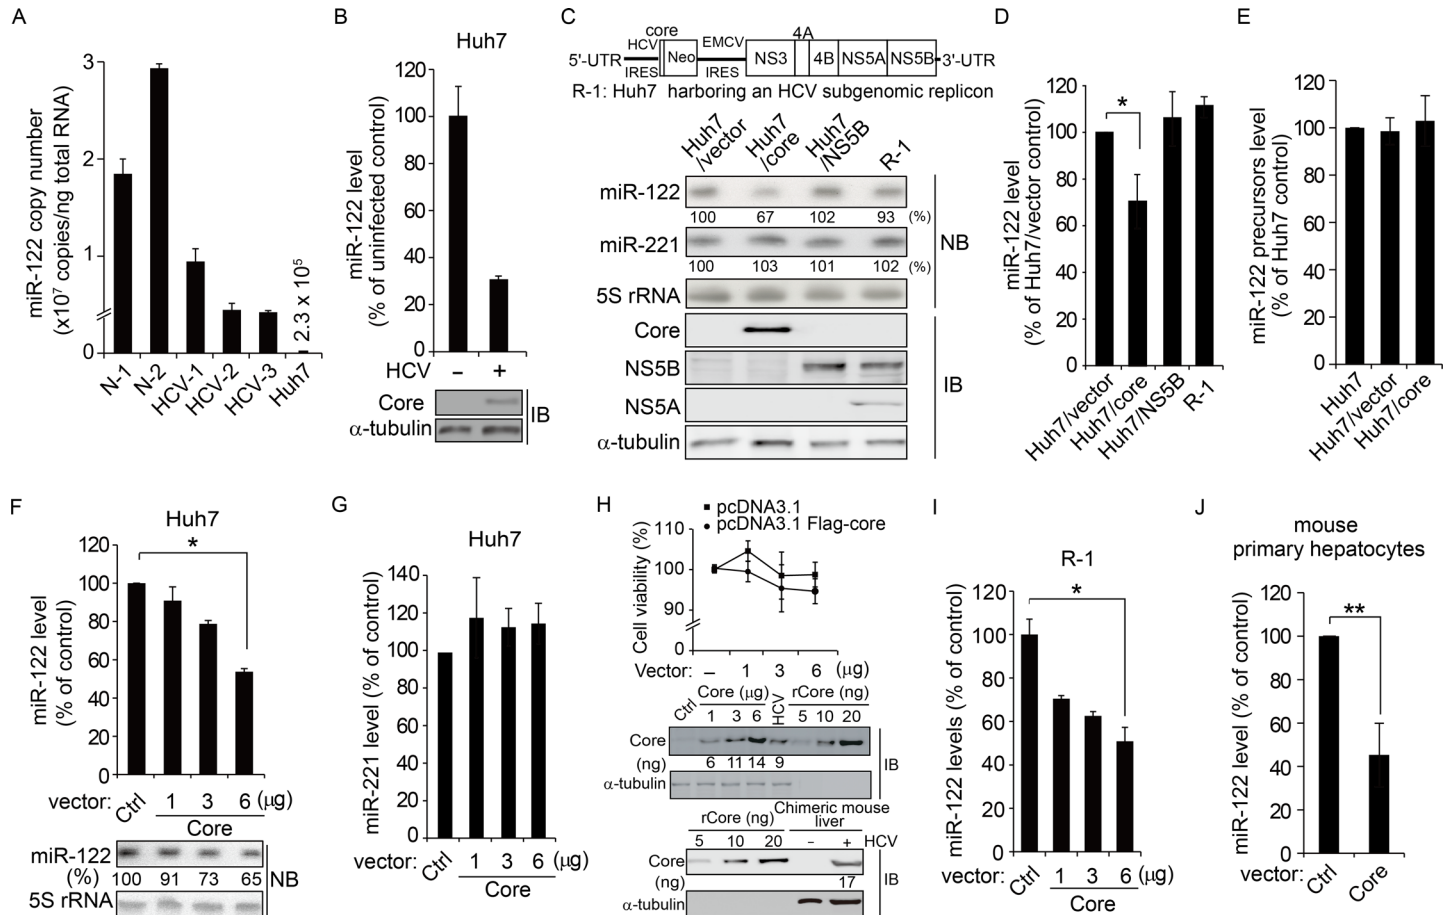 A
miR-122 copy number
(x10⁷ copies/ng total RNA)
3
2
1
0
2.3 x 10⁵
N-1
N-2
HCV-1
HCV-2
HCV-3
Huh7
B
Huh7
miR-122 level
(% of uninfected control)
120
100
80
60
40
20
0
HCV − +
Core
α-tubulin
IB
C
core
HCV
EMCV
4A
5'-UTR
Neo
NS3
4B
NS5A
NS5B
3'-UTR
IRES
IRES
R-1: Huh7 harboring an HCV subgenomic replicon
Huh7/vector
Huh7/core
Huh7/NS5B
R-1
miR-122
100 67 102 93 (%)
miR-221
100 103 101 102 (%)
5S rRNA
NB
Core
NS5B
NS5A
α-tubulin
IB
D
miR-122 level
(% of Huh7/vector control)
120
100
80
60
40
20
0
*
Huh7/vector
Huh7/core
Huh7/NS5B
R-1
E
miR-122 precursors level
(% of Huh7 control)
120
100
80
60
40
20
0
Huh7
Huh7/vector
Huh7/core
F
Huh7
miR-122 level
(% of control)
120
100
80
60
40
20
0
*
vector: Ctrl 1 3 6 (μg)
Core
miR-122
(%) 100 91 73 65
5S rRNA
NB
G
Huh7
miR-221 level (% of control)
140
120
100
80
60
40
20
0
vector: Ctrl 1 3 6 (μg)
Core
H
pcDNA3.1
pcDNA3.1 Flag-core
Cell viability (%)
110
90
0
Vector: − 1 3 6 (μg)
Core (μg) rCore (ng)
Ctrl 1 3 6 HCV 5 10 20
Core
(ng) 6 11 14 9
α-tubulin
IB
rCore (ng)
Chimeric mouse
liver
5 10 20 − + HCV
Core
(ng) 17
α-tubulin
IB
I
R-1
miR-122 levels (% of control)
120
100
80
60
40
20
0
*
vector: Ctrl 1 3 6 (μg)
Core
J
mouse
primary hepatocytes
miR-122 level (% of control)
120
100
80
60
40
20
0
**
vector: Ctrl Core